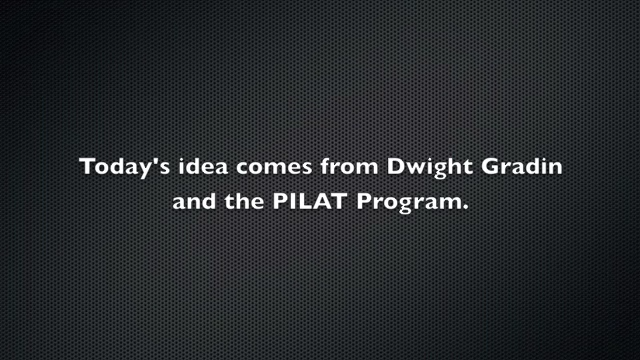 Today's idea comes from Dwight Gradin
and the PILAT Program.